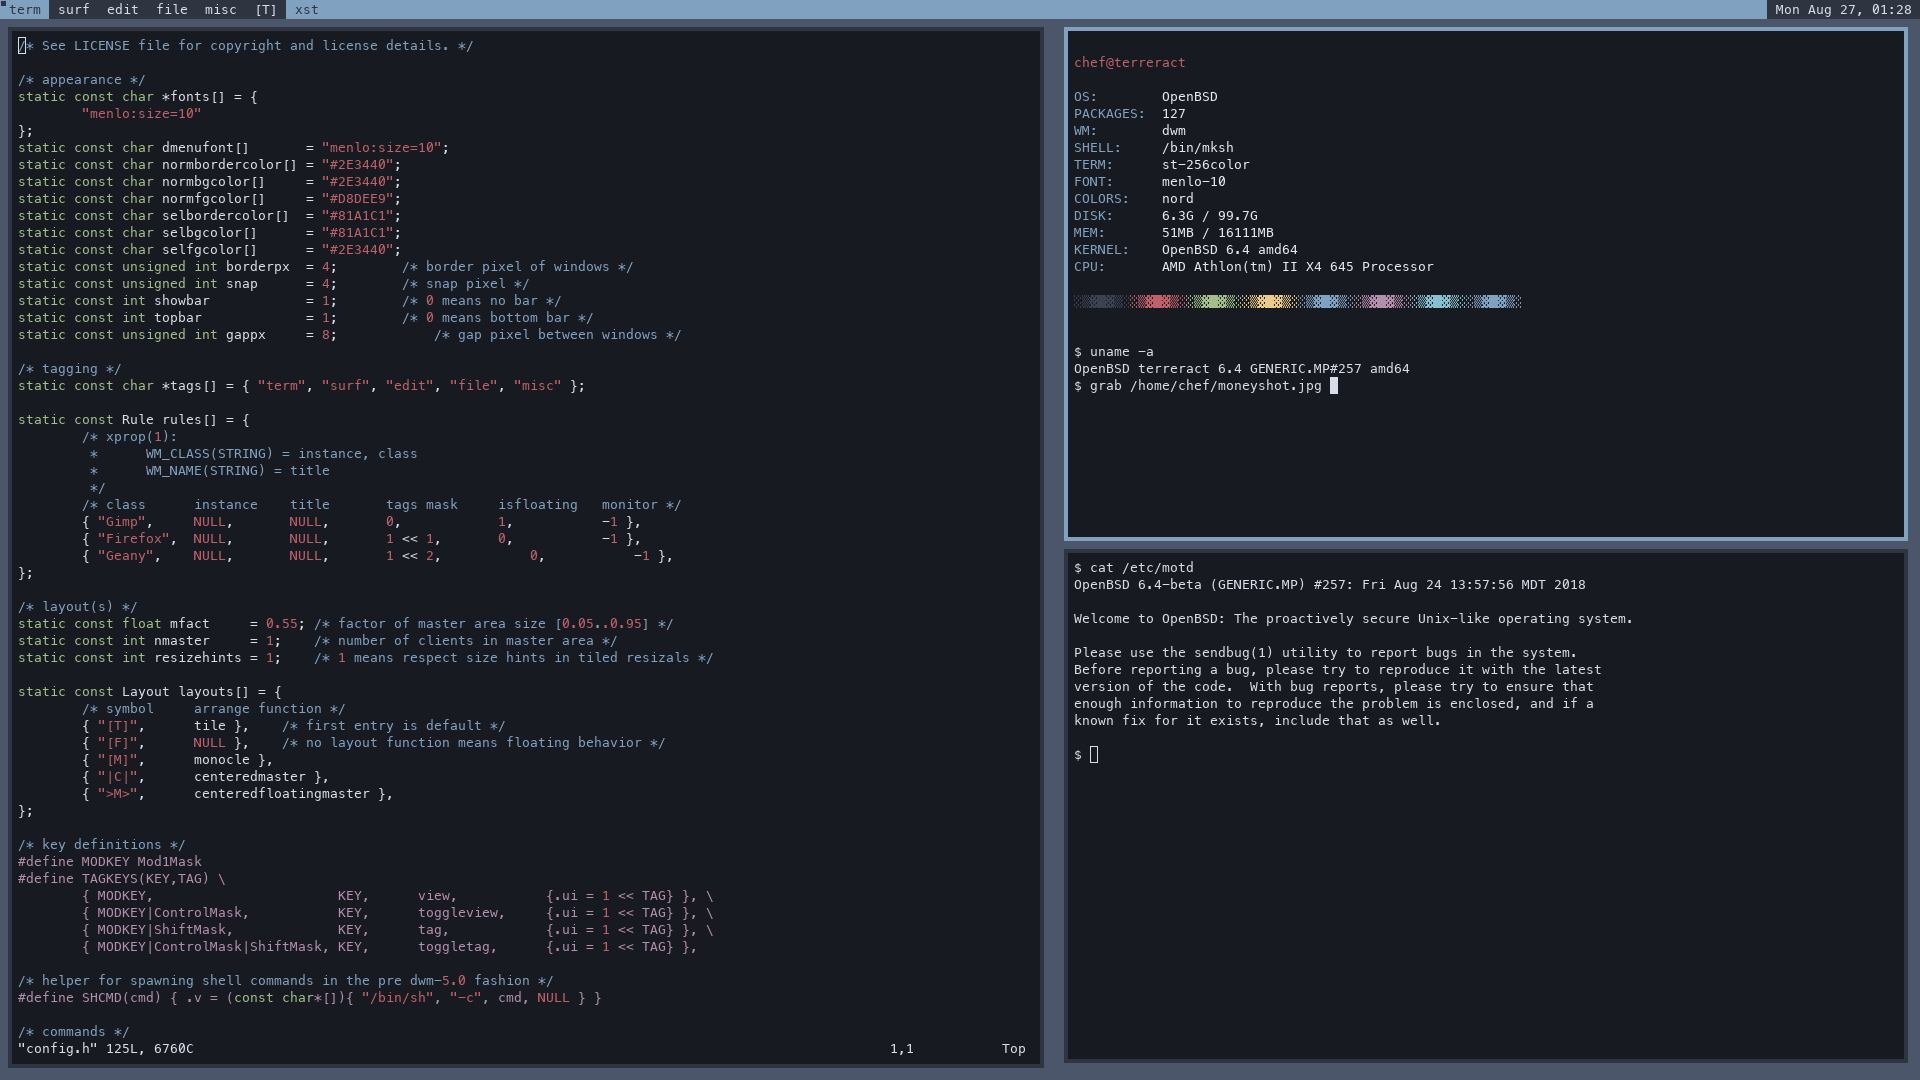 term surf edit file misc [T] xst Mon Aug 27, 01:28
/* See LICENSE file for copyright and license details. */

/* appearance */
static const char *fonts[] = {
        "menlo:size=10"
};
static const char dmenufont[]       = "menlo:size=10";
static const char normbordercolor[] = "#2E3440";
static const char normbgcolor[]     = "#2E3440";
static const char normfgcolor[]     = "#D8DEE9";
static const char selbordercolor[]  = "#81A1C1";
static const char selbgcolor[]      = "#81A1C1";
static const char selfgcolor[]      = "#2E3440";
static const unsigned int borderpx  = 4;        /* border pixel of windows */
static const unsigned int snap      = 4;        /* snap pixel */
static const int showbar            = 1;        /* 0 means no bar */
static const int topbar             = 1;        /* 0 means bottom bar */
static const unsigned int gappx     = 8;            /* gap pixel between windows */

/* tagging */
static const char *tags[] = { "term", "surf", "edit", "file", "misc" };

static const Rule rules[] = {
        /* xprop(1):
         *      WM_CLASS(STRING) = instance, class
         *      WM_NAME(STRING) = title
         */
        /* class      instance    title       tags mask     isfloating   monitor */
        { "Gimp",     NULL,       NULL,       0,            1,           -1 },
        { "Firefox",  NULL,       NULL,       1 << 1,       0,           -1 },
        { "Geany",    NULL,       NULL,       1 << 2,           0,           -1 },
};

/* layout(s) */
static const float mfact     = 0.55; /* factor of master area size [0.05..0.95] */
static const int nmaster     = 1;    /* number of clients in master area */
static const int resizehints = 1;    /* 1 means respect size hints in tiled resizals */

static const Layout layouts[] = {
        /* symbol     arrange function */
        { "[T]",      tile },    /* first entry is default */
        { "[F]",      NULL },    /* no layout function means floating behavior */
        { "[M]",      monocle },
        { "|C|",      centeredmaster },
        { ">M>",      centeredfloatingmaster },
};

/* key definitions */
#define MODKEY Mod1Mask
#define TAGKEYS(KEY,TAG) \
        { MODKEY,                       KEY,      view,           {.ui = 1 << TAG} }, \
        { MODKEY|ControlMask,           KEY,      toggleview,     {.ui = 1 << TAG} }, \
        { MODKEY|ShiftMask,             KEY,      tag,            {.ui = 1 << TAG} }, \
        { MODKEY|ControlMask|ShiftMask, KEY,      toggletag,      {.ui = 1 << TAG} },

/* helper for spawning shell commands in the pre dwm-5.0 fashion */
#define SHCMD(cmd) { .v = (const char*[]){ "/bin/sh", "-c", cmd, NULL } }

/* commands */
"config.h" 125L, 6760C                                                                1,1           Top
chef@terreract

OS:        OpenBSD
PACKAGES:  127
WM:        dwm
SHELL:     /bin/mksh
TERM:      st-256color
FONT:      menlo-10
COLORS:    nord
DISK:      6.3G / 99.7G
MEM:       51MB / 16111MB
KERNEL:    OpenBSD 6.4 amd64
CPU:       AMD Athlon(tm) II X4 645 Processor

$ uname -a
OpenBSD terreract 6.4 GENERIC.MP#257 amd64
$ grab /home/chef/moneyshot.jpg
$ cat /etc/motd
OpenBSD 6.4-beta (GENERIC.MP) #257: Fri Aug 24 13:57:56 MDT 2018

Welcome to OpenBSD: The proactively secure Unix-like operating system.

Please use the sendbug(1) utility to report bugs in the system.
Before reporting a bug, please try to reproduce it with the latest
version of the code.  With bug reports, please try to ensure that
enough information to reproduce the problem is enclosed, and if a
known fix for it exists, include that as well.

$